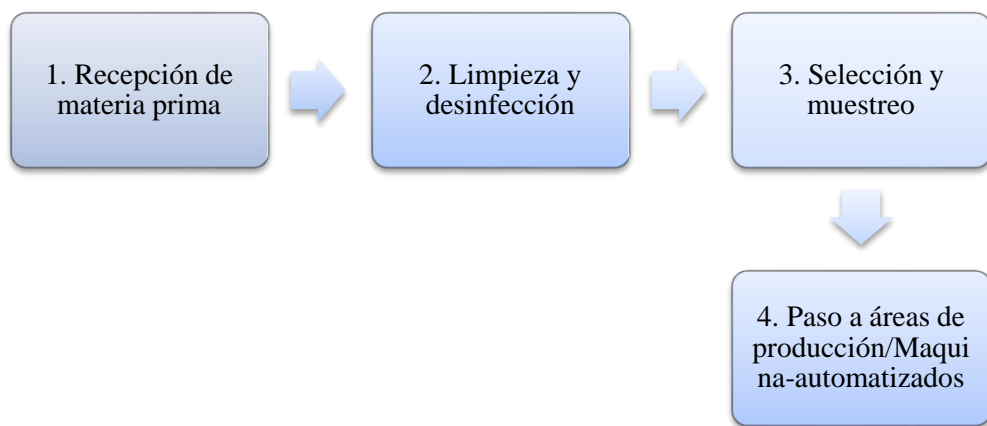 1. Recepción de
materia prima
2. Limpieza y
desinfección
3. Selección y
muestreo
4. Paso a áreas de
producción/Maqui
na-automatizados